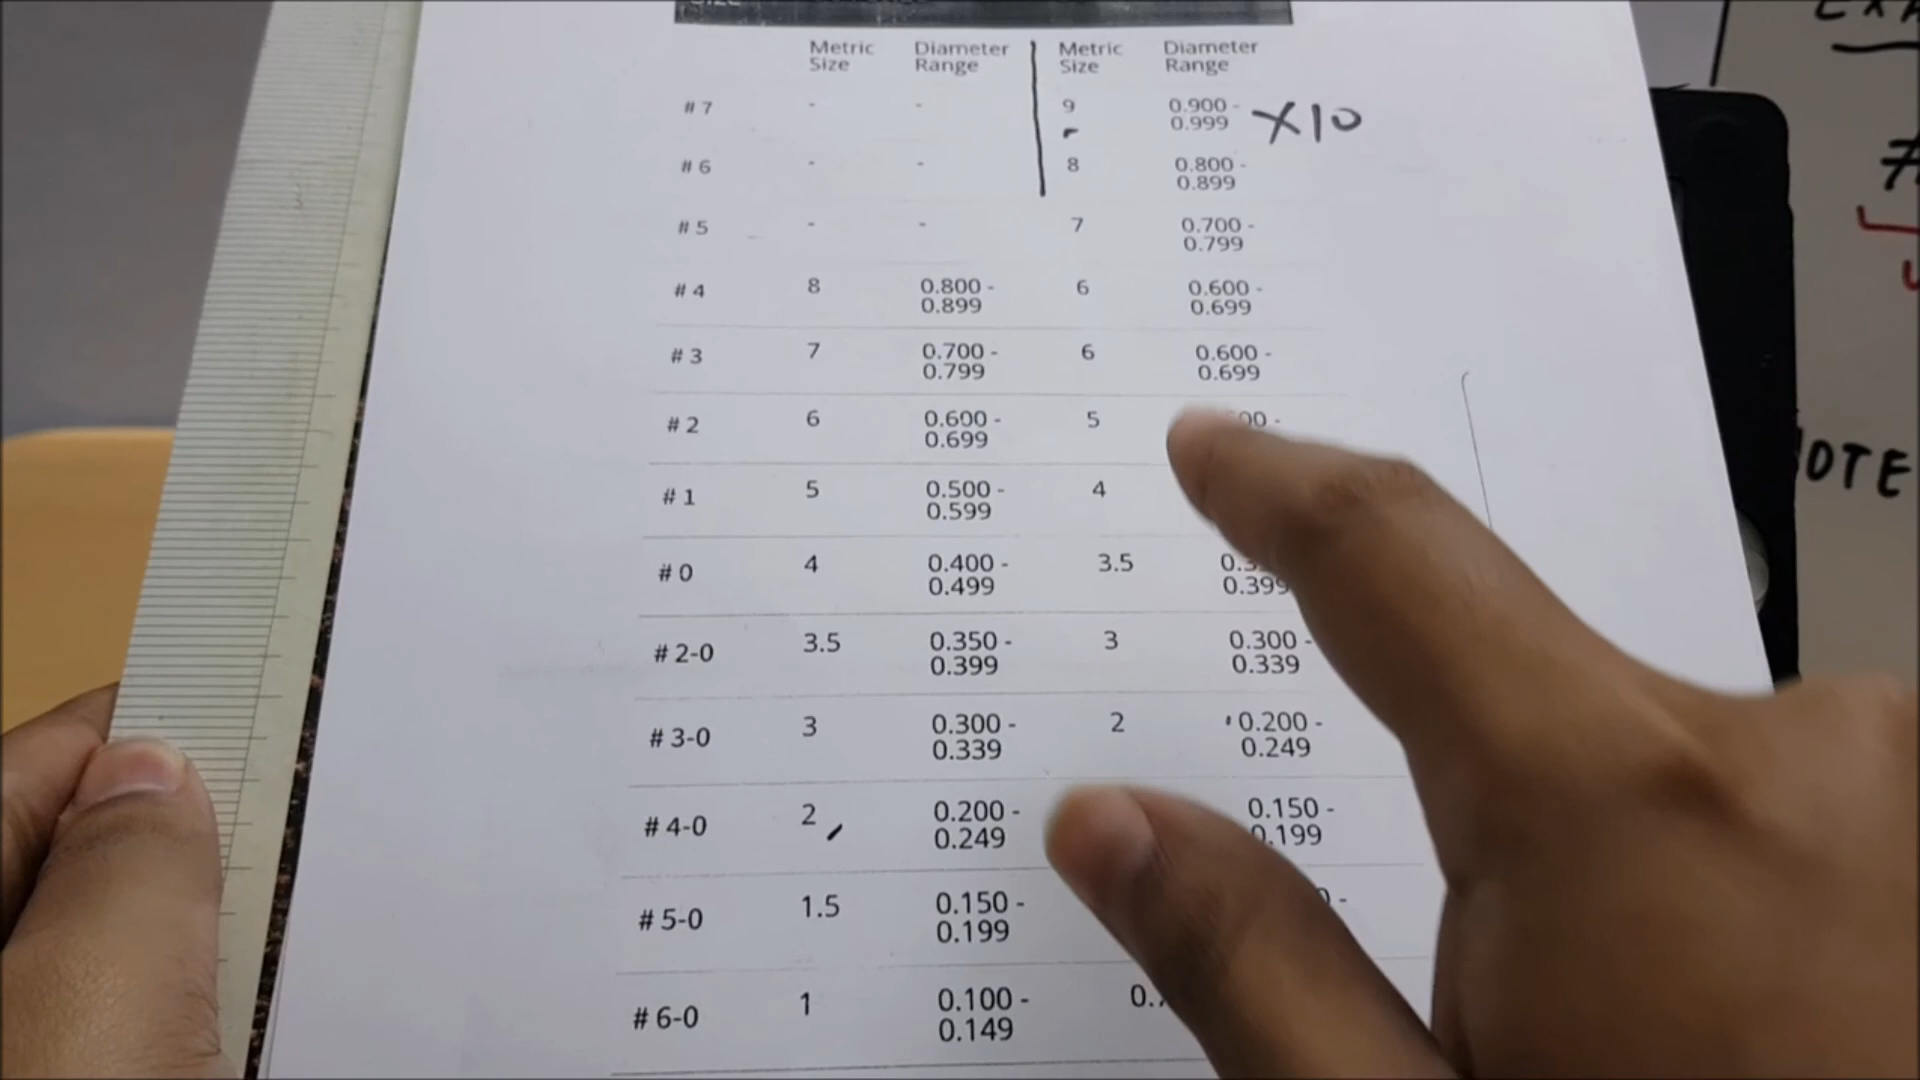 Metric Size Diameter Range Metric Size Diameter Range
# 7 - - 9 0.900 - 0.999 X10
# 6 - - 8 0.800 - 0.899
# 5 - - 7 0.700 - 0.799
# 4 8 0.800 - 0.899 6 0.600 - 0.699
# 3 7 0.700 - 0.799 6 0.600 - 0.699
# 2 6 0.600 - 0.699 5
# 1 5 0.500 - 0.599 4
# 0 4 0.400 - 0.499 3.5 0.399
# 2-0 3.5 0.350 - 0.399 3 0.300 - 0.339
# 3-0 3 0.300 - 0.339 2 0.200 - 0.249
# 4-0 2 0.200 - 0.249 0.150 - 0.199
# 5-0 1.5 0.150 - 0.199
# 6-0 1 0.100 - 0.149